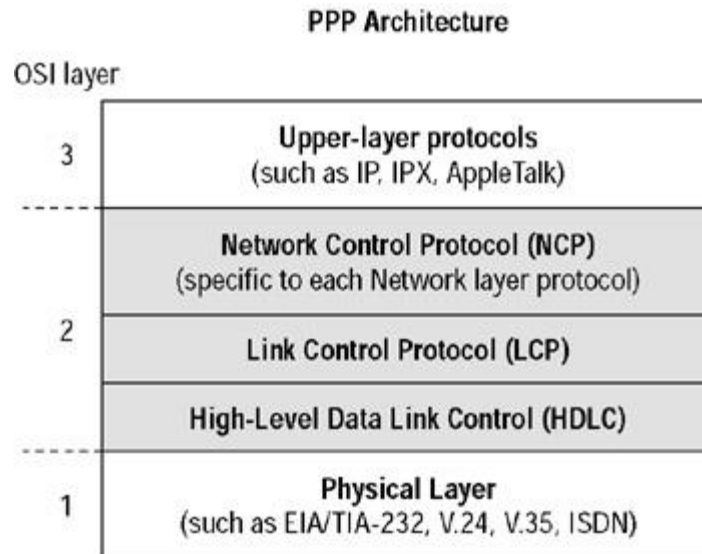 PPP Architecture
OSI layer
3
Upper-layer protocols
(such as IP, IPX, AppleTalk)
Network Control Protocol (NCP)
(specific to each Network layer protocol)
2
Link Control Protocol (LCP)
High-Level Data Link Control (HDLC)
1
Physical Layer
(such as EIA/TIA-232, V.24, V.35, ISDN)